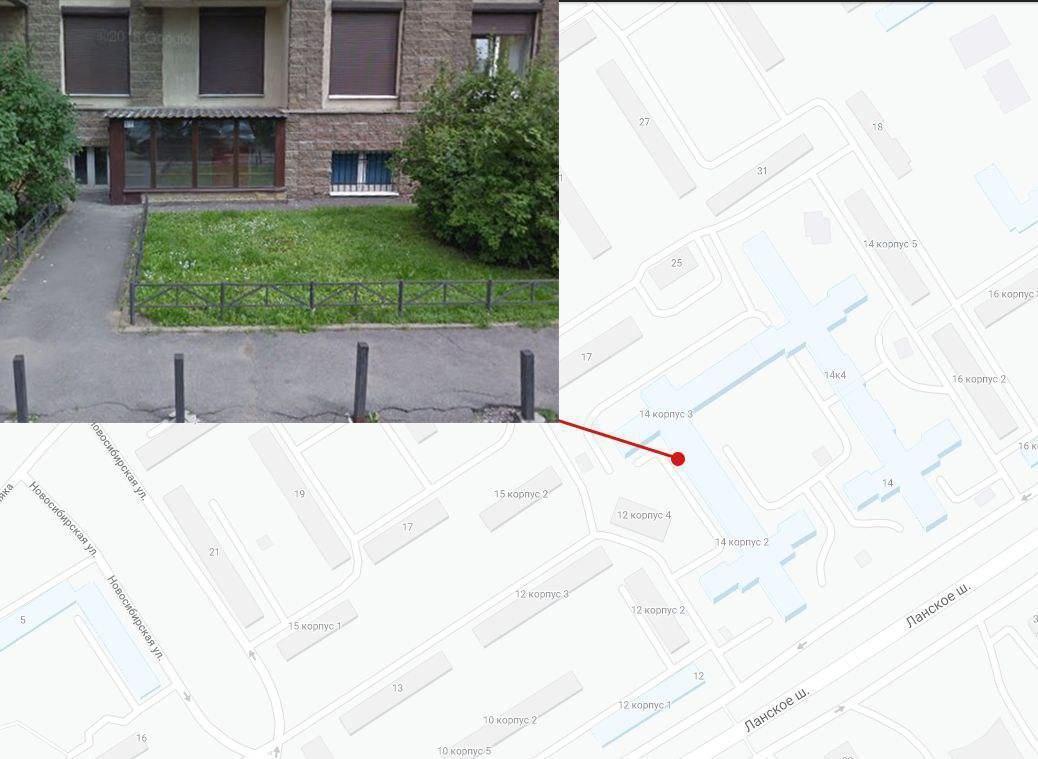 ©2018 Google
27
18
31
14 корпус 5
25
16 корпус
17
14к4
16 корпус 2
14 корпус 3
Новосибирская ул.
19
15 корпус 2
14
Новосибирская ул.
17
12 корпус 4
21
14 корпус 2
Новосибирская ул.
12 корпус 3
12 корпус 2
Ланское ш.
5
15 корпус 1
12
13
12 корпус 1
Ланское ш.
16
10 корпус 2
10 корпус 5